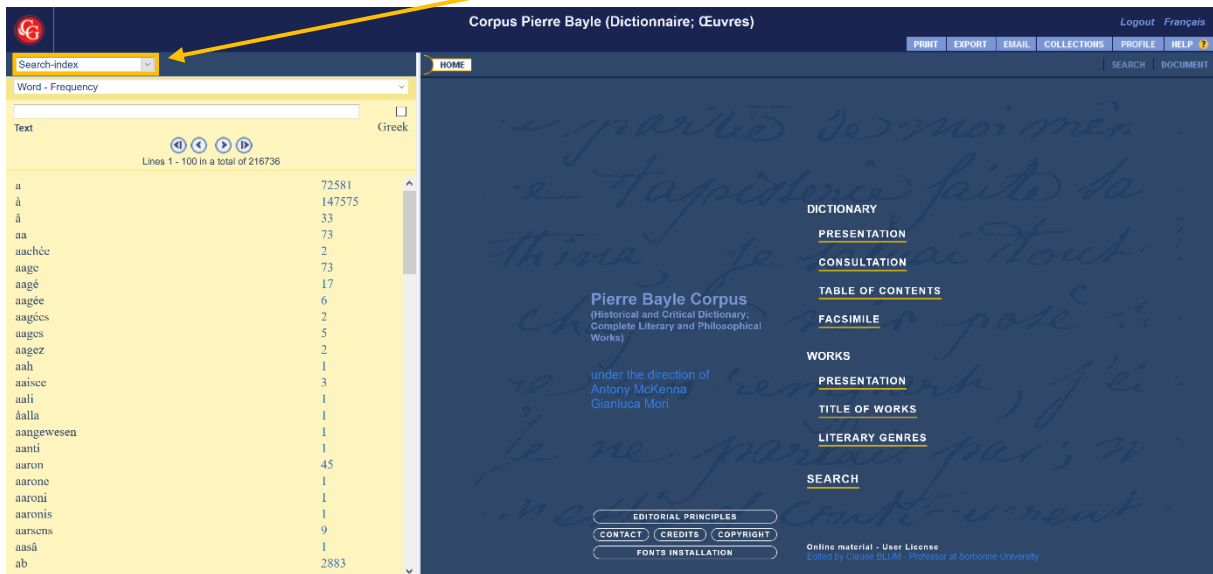 Corpus Pierre Bayle (Dictionnaire; Œuvres)
Logout Français
PRINT EXPORT EMAIL COLLECTIONS PROFILE HELP ?
Search-index
HOME
SEARCH DOCUMENT
Word - Frequency
Text
Greek
Lines 1 - 100 in a total of 216736
a 72581
à 147575
â 33
aa 73
aachée 2
aage 73
aagé 17
aagée 6
aagées 2
aages 5
aagez 2
aah 1
aaisce 3
aali 1
åalla 1
aangewesen 1
aanti 1
aaron 45
aarone 1
aaroni 1
aaronis 1
aarsens 9
aasâ 1
ab 2883
Pierre Bayle Corpus
(Historical and Critical Dictionary;
Complete Literary and Philosophical
Works)
under the direction of
Antony McKenna
Gianluca Mori
DICTIONARY
PRESENTATION
CONSULTATION
TABLE OF CONTENTS
FACSIMILE
WORKS
PRESENTATION
TITLE OF WORKS
LITERARY GENRES
SEARCH
EDITORIAL PRINCIPLES
CONTACT CREDITS COPYRIGHT
FONTS INSTALLATION
Online material - User License
Edited by Claude BLUM - Professor at Sorbonne University